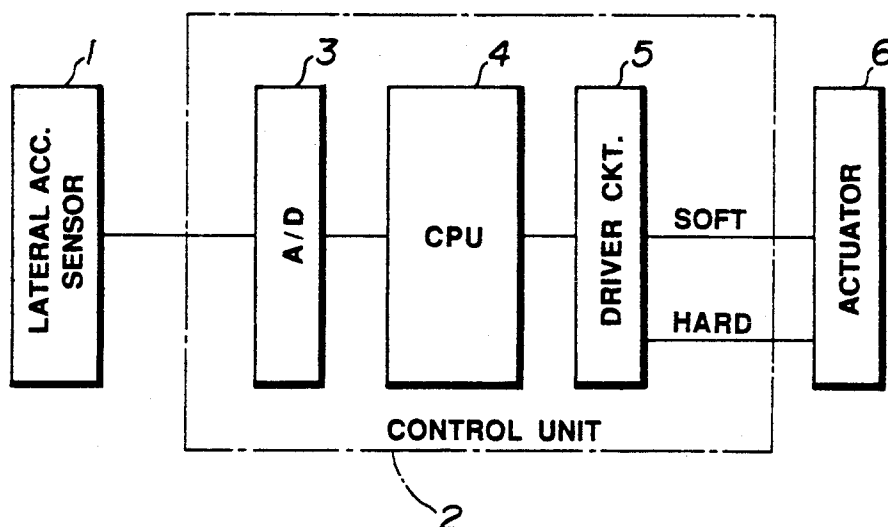 1
3
4
5
6
LATERAL ACC.
SENSOR
A/D
CPU
DRIVER CKT.
SOFT
HARD
ACTUATOR
CONTROL UNIT
2